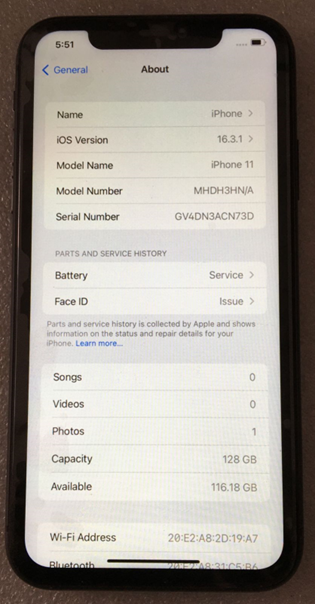 5:51
General
About
Name iPhone
iOS Version 16.3.1
Model Name iPhone 11
Model Number MHDH3HN/A
Serial Number GV4DN3ACN73D
PARTS AND SERVICE HISTORY
Battery Service
Face ID Issue
Parts and service history is collected by Apple and shows
information on the status and repair details for your
iPhone. Learn more...
Songs 0
Videos 0
Photos 1
Capacity 128 GB
Available 116.18 GB
Wi-Fi Address 20:E2:A8:2D:19:A7
Bluetooth